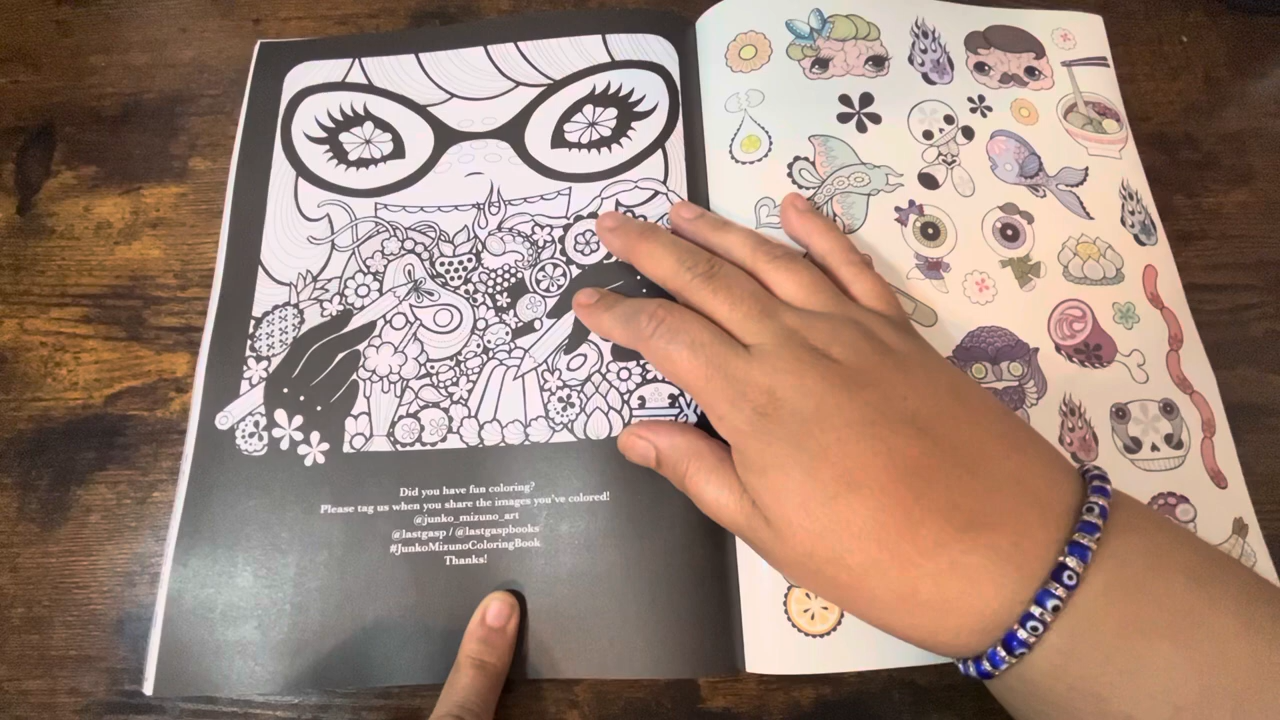 Did you have fun coloring?
Please tag us when you share the images you've colored!
@junko_mizuno_art
@lastgasp / @lastgaspbooks
#JunkoMizunoColoringBook
Thanks!